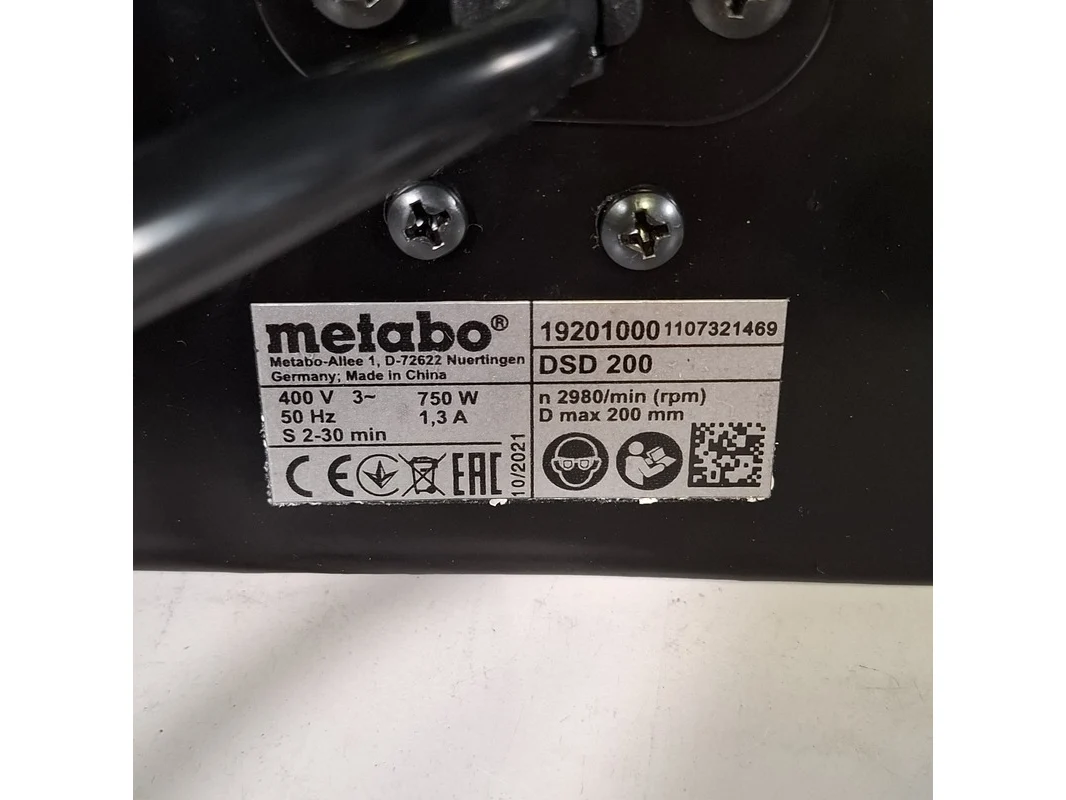 metabo®
Metabo-Allee 1, D-72622 Nuertingen
Germany; Made in China
400 V 3~ 750 W
50 Hz 1,3 A
S 2-30 min
CE EAC 10/2021
19201000 1107321469
DSD 200
n 2980/min (rpm)
D max 200 mm